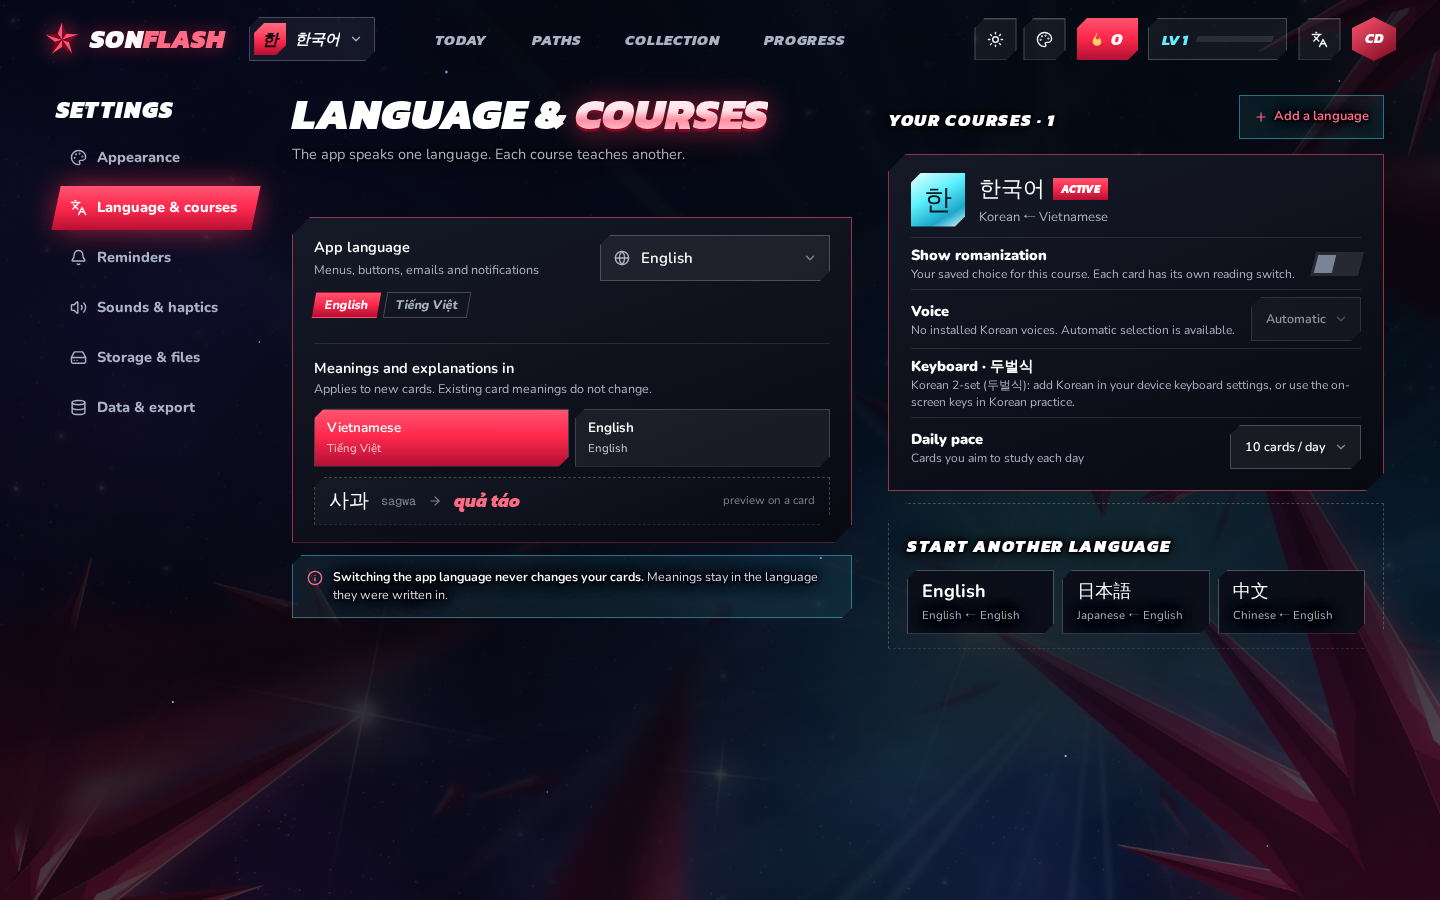 SONFLASH
한 한국어
TODAY PATHS COLLECTION PROGRESS
0
LV 1
CD
SETTINGS
Appearance
Language & courses
Reminders
Sounds & haptics
Storage & files
Data & export
LANGUAGE & COURSES
The app speaks one language. Each course teaches another.
App language
Menus, buttons, emails and notifications
English
English Tiếng Việt
Meanings and explanations in
Applies to new cards. Existing card meanings do not change.
Vietnamese
Tiếng Việt
English
English
사과 sagwa → quả táo preview on a card
Switching the app language never changes your cards. Meanings stay in the language
they were written in.
YOUR COURSES · 1
+ Add a language
한
한국어 ACTIVE
Korean ← Vietnamese
Show romanization
Your saved choice for this course. Each card has its own reading switch.
Voice
No installed Korean voices. Automatic selection is available.
Automatic
Keyboard · 두벌식
Korean 2-set (두벌식): add Korean in your device keyboard settings, or use the on-
screen keys in Korean practice.
Daily pace
Cards you aim to study each day
10 cards / day
START ANOTHER LANGUAGE
English
English ← English
日本語
Japanese ← English
中文
Chinese ← English